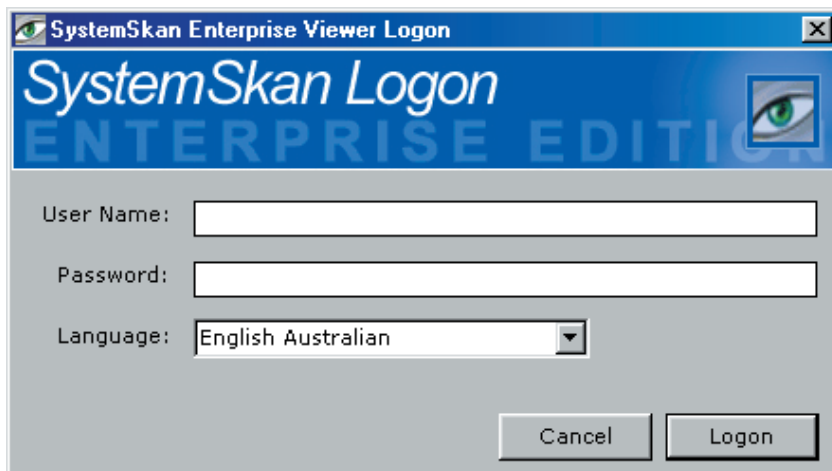 SystemSkan Enterprise Viewer Logon
SystemSkan Logon
ENTERPRISE EDITION
User Name:
Password:
Language: English Australian
Cancel Logon